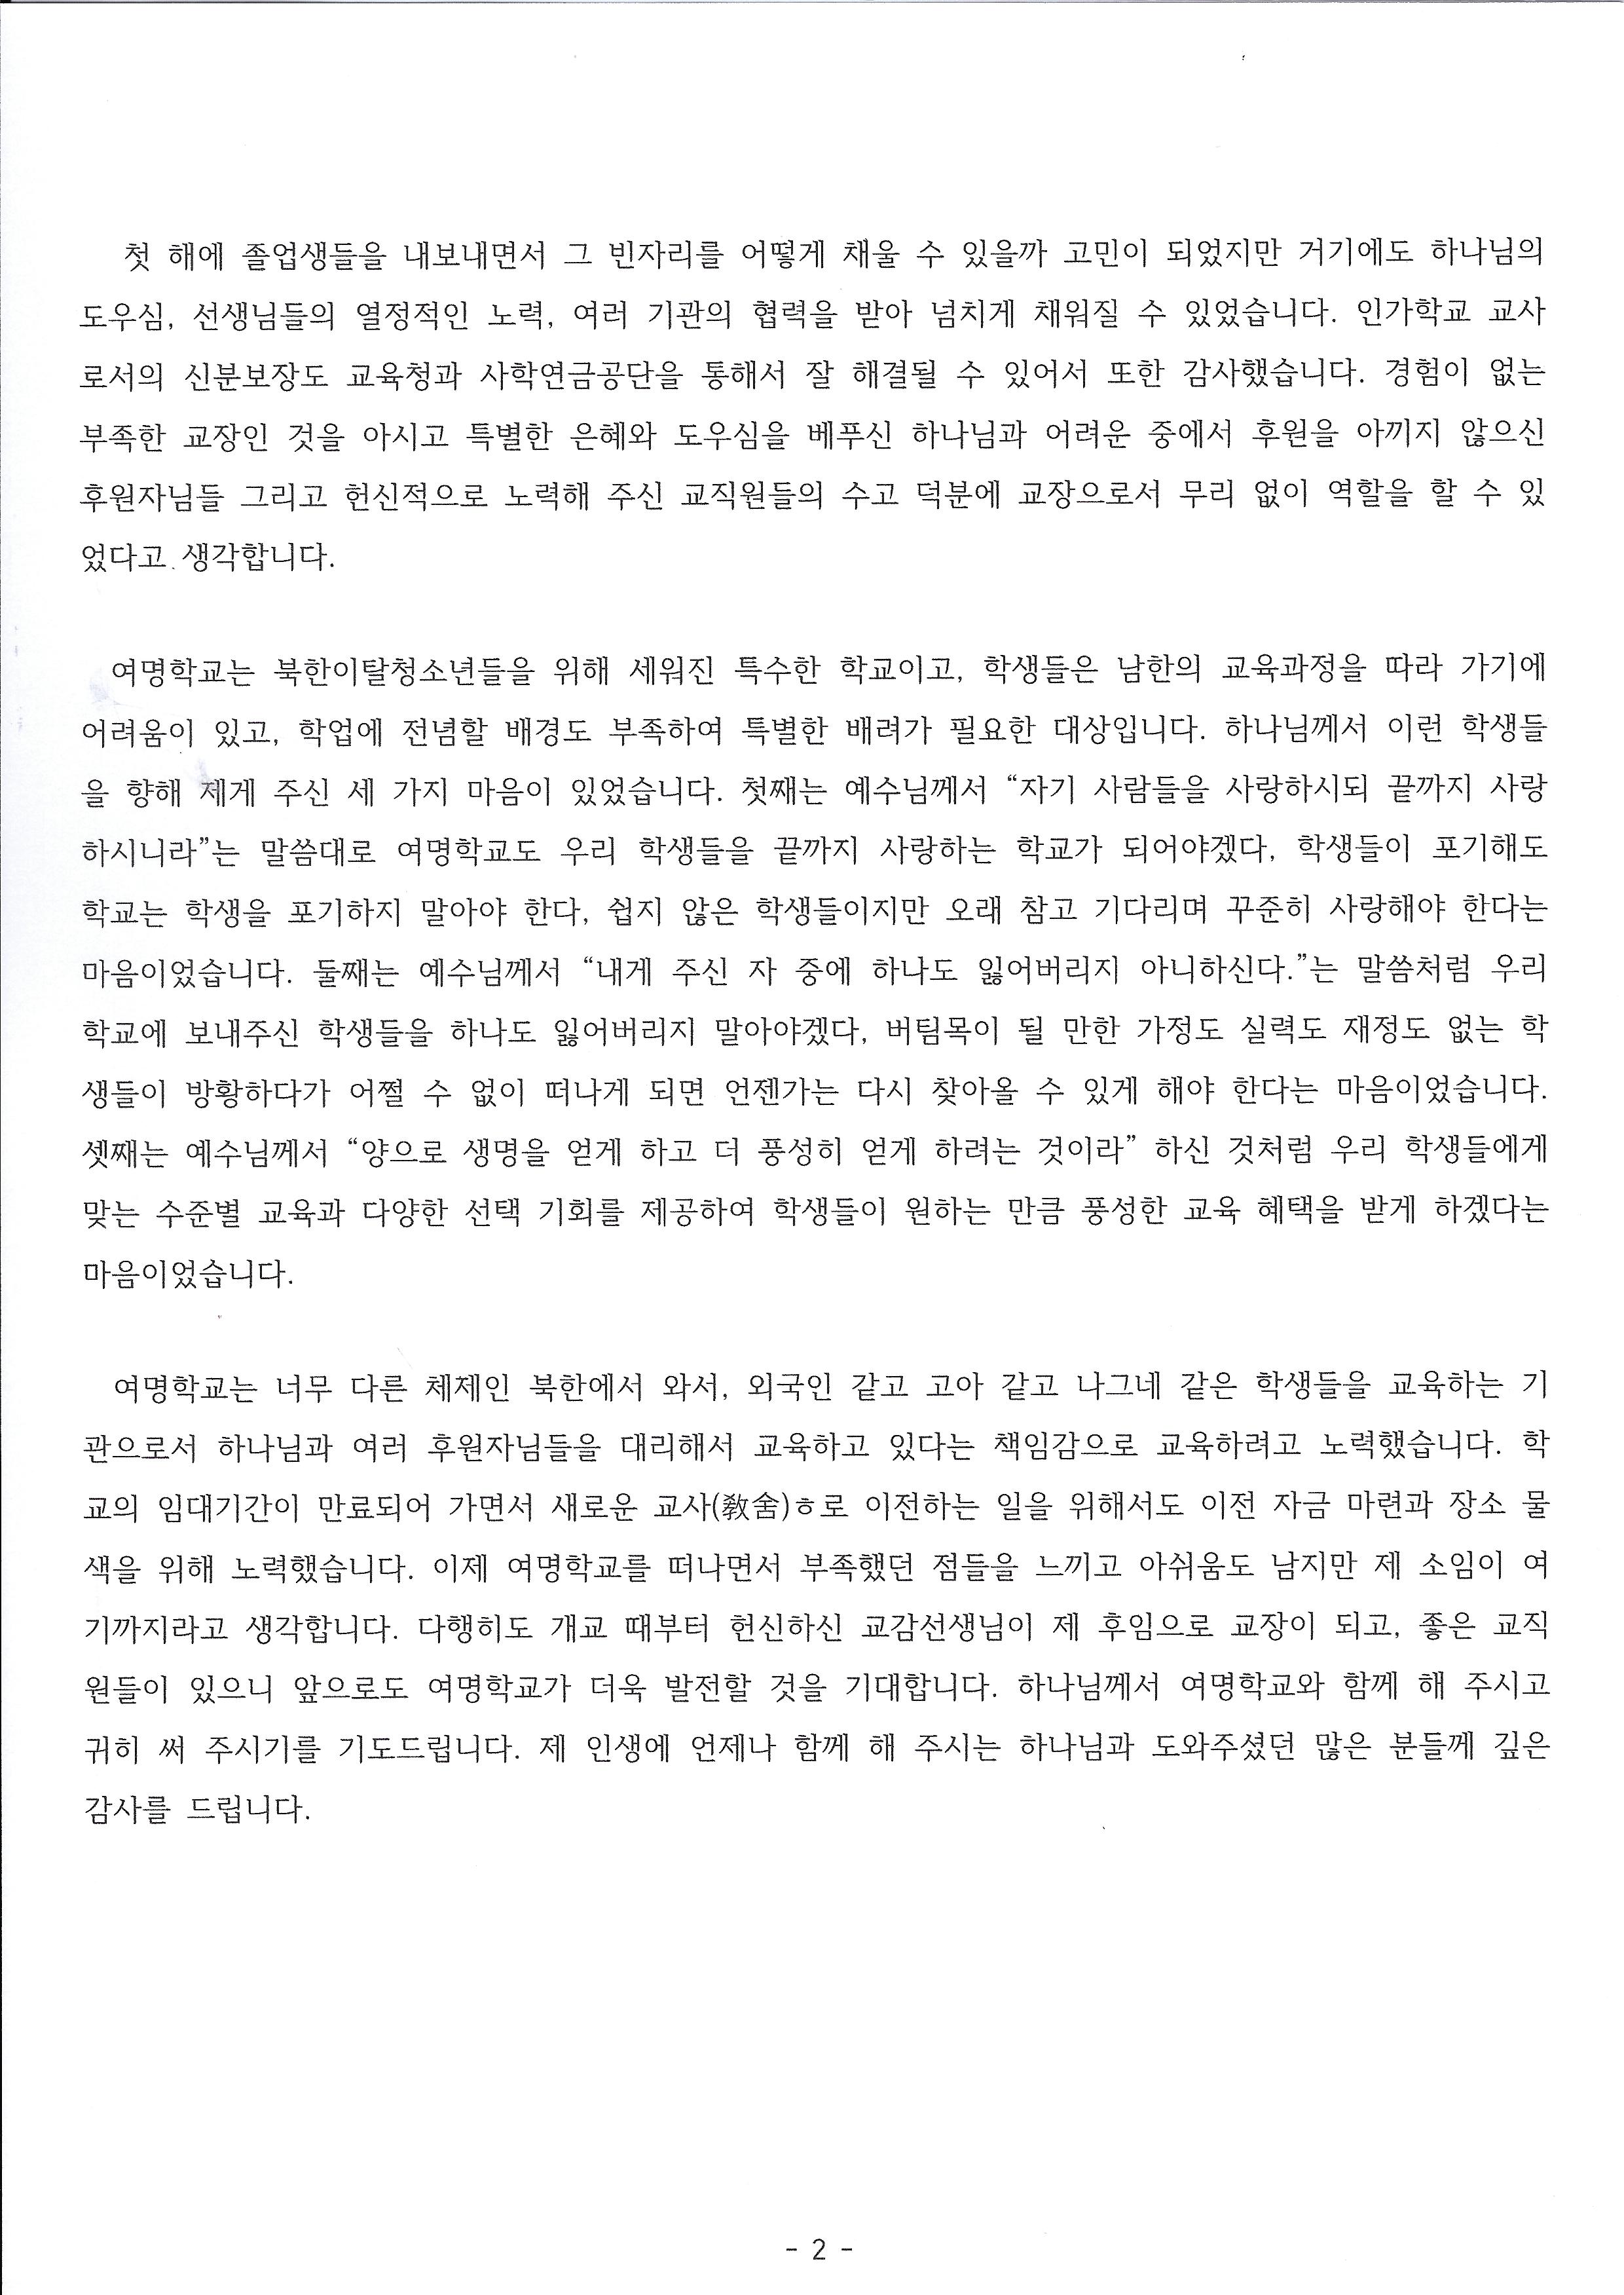 첫 해에 졸업생들을 내보내면서 그 빈자리를 어떻게 채울 수 있을까 고민이 되었지만 거기에도 하나님의
도우심, 선생님들의 열정적인 노력, 여러 기관의 협력을 받아 넘치게 채워질 수 있었습니다. 인가학교 교사
로서의 신분보장도 교육청과 사학연금공단을 통해서 잘 해결될 수 있어서 또한 감사했습니다. 경험이 없는
부족한 교장인 것을 아시고 특별한 은혜와 도우심을 베푸신 하나님과 어려운 중에서 후원을 아끼지 않으신
후원자님들 그리고 헌신적으로 노력해 주신 교직원들의 수고 덕분에 교장으로서 무리 없이 역할을 할 수 있
었다고 생각합니다.
여명학교는 북한이탈청소년들을 위해 세워진 특수한 학교이고, 학생들은 남한의 교육과정을 따라 가기에
어려움이 있고, 학업에 전념할 배경도 부족하여 특별한 배려가 필요한 대상입니다. 하나님께서 이런 학생들
을 향해 제게 주신 세 가지 마음이 있었습니다. 첫째는 예수님께서 “자기 사람들을 사랑하시되 끝까지 사랑
하시니라”는 말씀대로 여명학교도 우리 학생들을 끝까지 사랑하는 학교가 되어야겠다, 학생들이 포기해도
학교는 학생을 포기하지 말아야 한다, 쉽지 않은 학생들이지만 오래 참고 기다리며 꾸준히 사랑해야 한다는
마음이었습니다. 둘째는 예수님께서 “내게 주신 자 중에 하나도 잃어버리지 아니하신다.”는 말씀처럼 우리
학교에 보내주신 학생들을 하나도 잃어버리지 말아야겠다, 버팀목이 될 만한 가정도 실력도 재정도 없는 학
생들이 방황하다가 어쩔 수 없이 떠나게 되면 언젠가는 다시 찾아올 수 있게 해야 한다는 마음이었습니다.
셋째는 예수님께서 “양으로 생명을 얻게 하고 더 풍성히 얻게 하려는 것이라” 하신 것처럼 우리 학생들에게
맞는 수준별 교육과 다양한 선택 기회를 제공하여 학생들이 원하는 만큼 풍성한 교육 혜택을 받게 하겠다는
마음이었습니다.
여명학교는 너무 다른 체제인 북한에서 와서, 외국인 같고 고아 같고 나그네 같은 학생들을 교육하는 기
관으로서 하나님과 여러 후원자님들을 대리해서 교육하고 있다는 책임감으로 교육하려고 노력했습니다. 학
교의 임대기간이 만료되어 가면서 새로운 교사(敎舍)ㅎ로 이전하는 일을 위해서도 이전 자금 마련과 장소 물
색을 위해 노력했습니다. 이제 여명학교를 떠나면서 부족했던 점들을 느끼고 아쉬움도 남지만 제 소임이 여
기까지라고 생각합니다. 다행히도 개교 때부터 헌신하신 교감선생님이 제 후임으로 교장이 되고, 좋은 교직
원들이 있으니 앞으로도 여명학교가 더욱 발전할 것을 기대합니다. 하나님께서 여명학교와 함께 해 주시고
귀히 써 주시기를 기도드립니다. 제 인생에 언제나 함께 해 주시는 하나님과 도와주셨던 많은 분들께 깊은
감사를 드립니다.
- 2 -